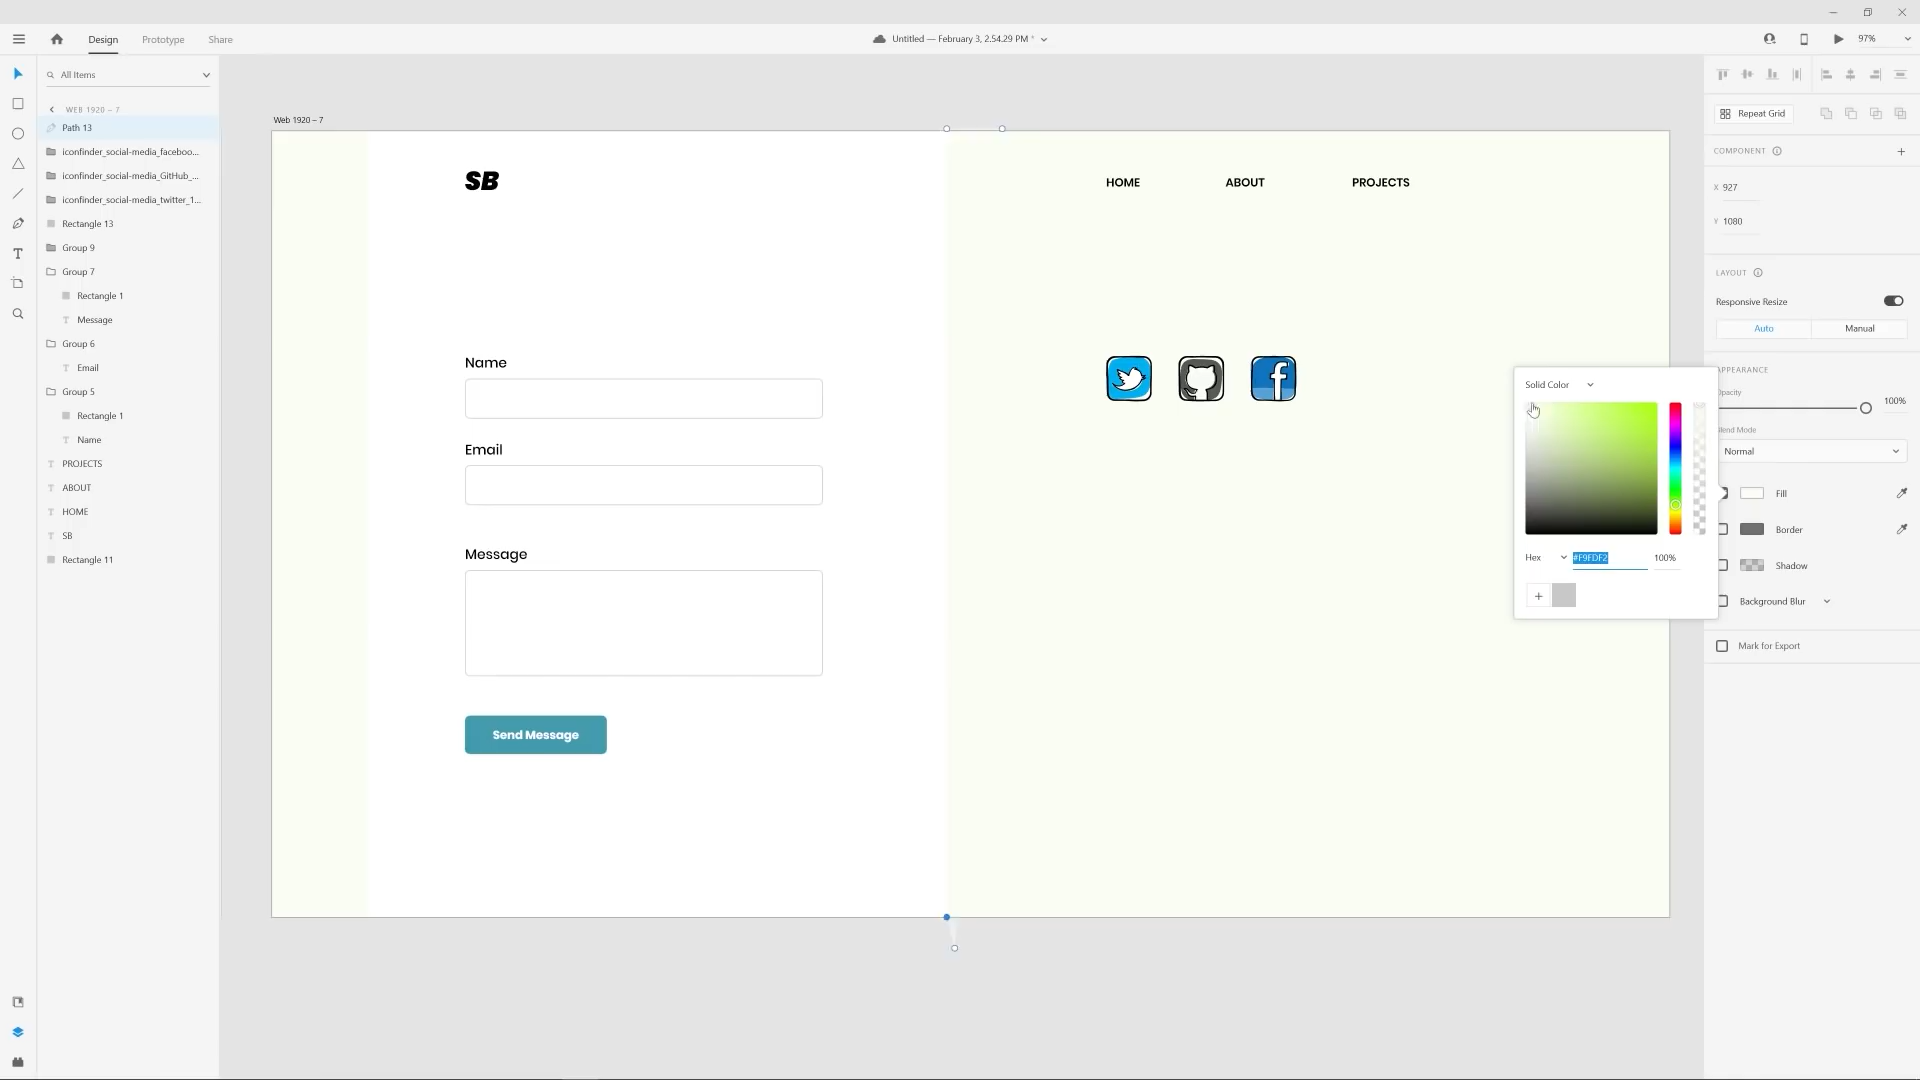 Design
Prototype
Share
Untitled — February 3, 2.54.29 PM *
97%
All Items
WEB 1920 – 7
Path 13
iconfinder_social-media_faceboo...
iconfinder_social-media_GitHub_...
iconfinder_social-media_twitter_1...
Rectangle 13
Group 9
Group 7
Rectangle 1
Message
Group 6
Email
Group 5
Rectangle 1
Name
PROJECTS
ABOUT
HOME
SB
Rectangle 11
Web 1920 – 7
SB
HOME
ABOUT
PROJECTS
Name
Email
Message
Send Message
Solid Color
Hex
#F9FDF2
100%
Repeat Grid
COMPONENT
X 927
Y 1080
LAYOUT
Responsive Resize
Auto
Manual
APPEARANCE
Opacity
100%
Blend Mode
Normal
Fill
Border
Shadow
Background Blur
Mark for Export